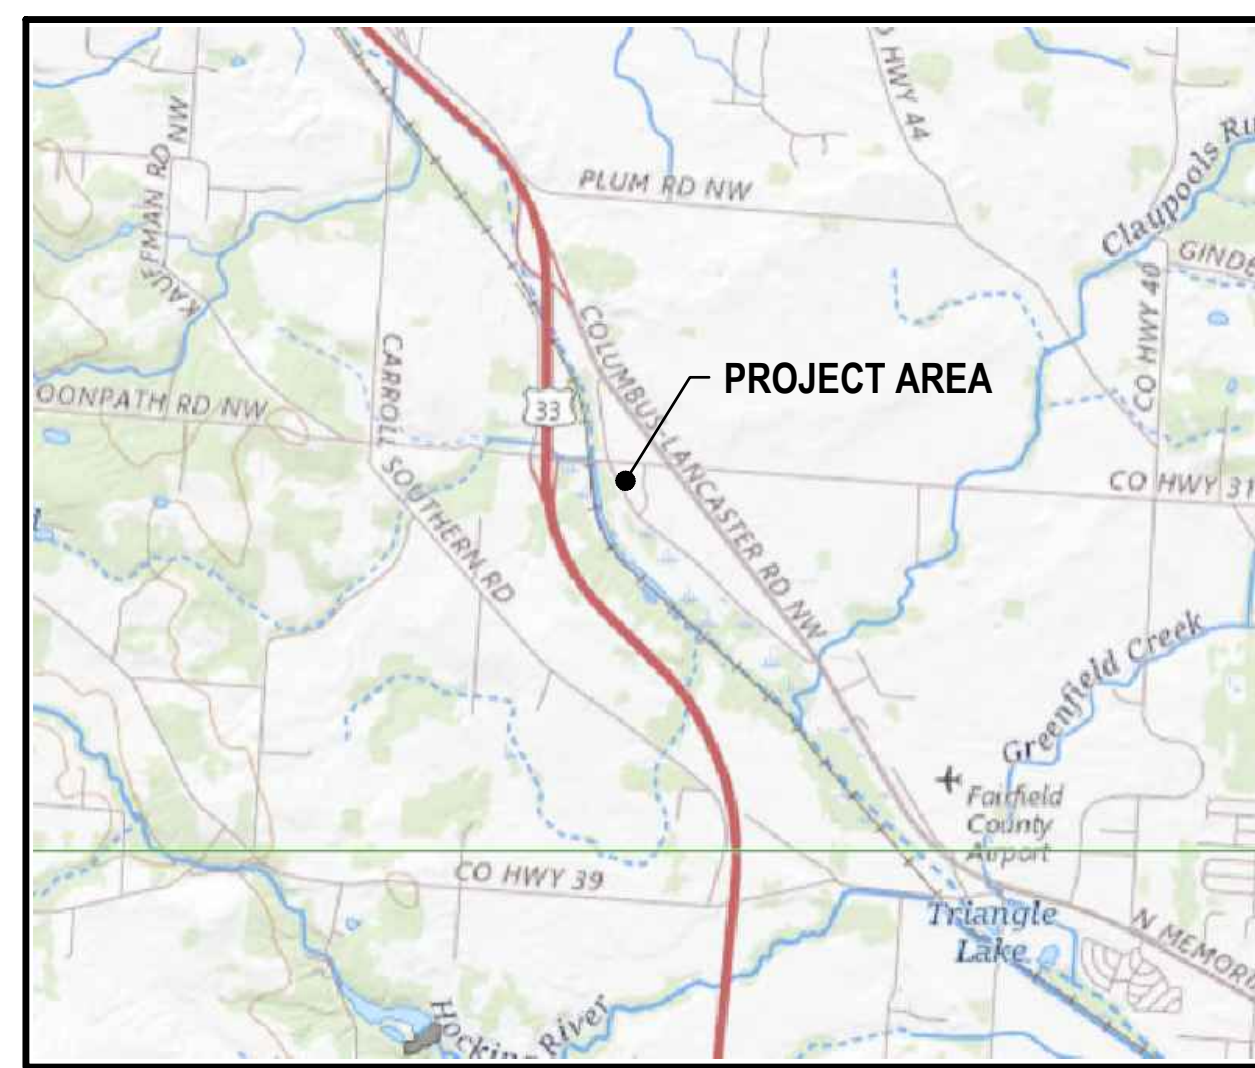 O HWY 44
KAUFFMAN RD NW
PLUM RD NW
Claupools Ru
GINDE
CO HWY 40
COLUMBUS-LANCASTER RD NW
CARROLL SOUTHERN RD
PROJECT AREA
33
OONPATH RD NW
CO HWY 31
Greenfield Creek
Fairfield
County
Airport
CO HWY 39
Triangle
Lake
N MEMORI
Hocking River